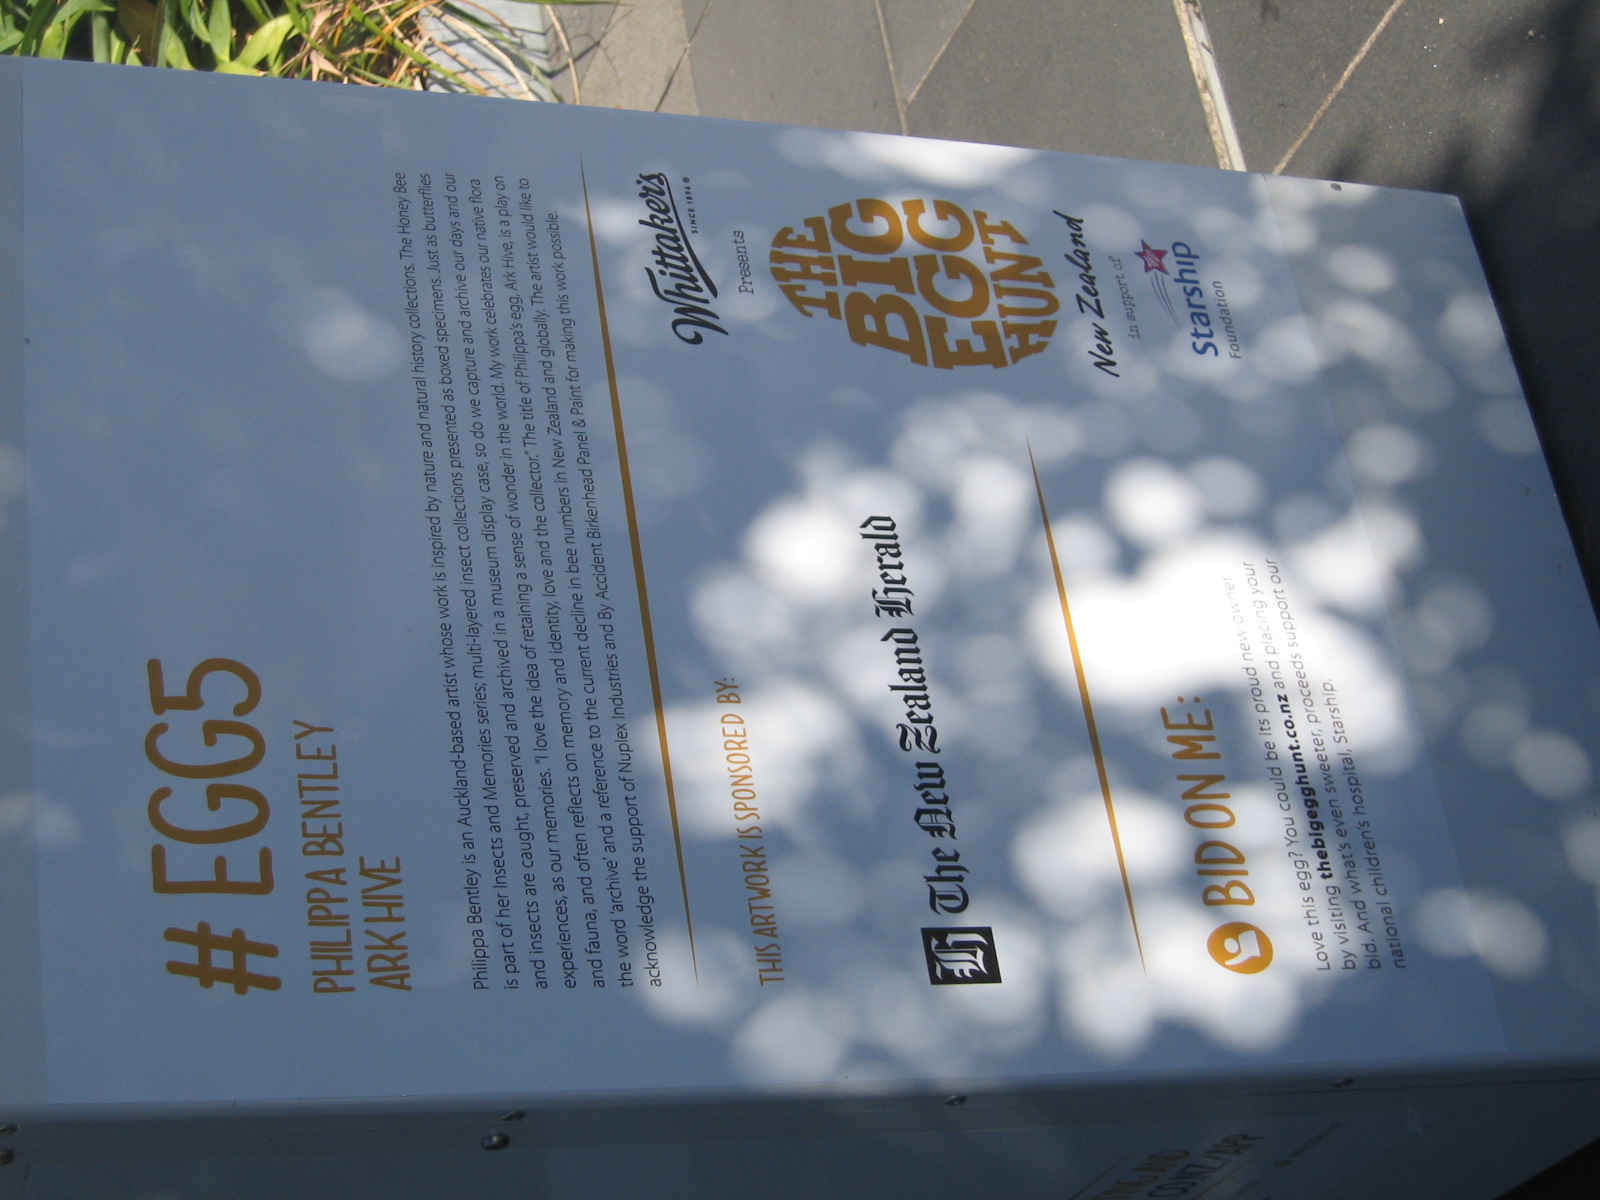 # EGG5
PHILIPPA BENTLEY
ARK HIVE
Philippa Bentley is an Auckland-based artist whose work is inspired by nature and natural history collections. The Honey Bee
is part of her Insects and Memories series; multi-layered insect collections presented as boxed specimens. Just as butterflies
and insects are caught, preserved and archived in a museum display case, so do we capture and archive our days and our
experiences, as our memories. "I love the idea of retaining a sense of wonder in the world. My work celebrates our native flora
and fauna, and often reflects on memory and identity, love and the collector." The title of Philippa's egg, Ark Hive, is a play on
the word 'archive' and a reference to the current decline in bee numbers in New Zealand and globally. The artist would like to
acknowledge the support of Nuplex Industries and By Accident Birkenhead Panel & Paint for making this work possible.
THIS ARTWORK IS SPONSORED BY:
The New Zealand Herald
BID ON ME:
Love this egg? You could be its proud new owner
by visiting thebigegghunt.co.nz and placing your
bid. And what's even sweeter, proceeds support our
national children's hospital, Starship.
Whittaker's
SINCE 1896
Presents
THE
BIG
EGG
HUNT
New Zealand
in support of
Starship
Foundation